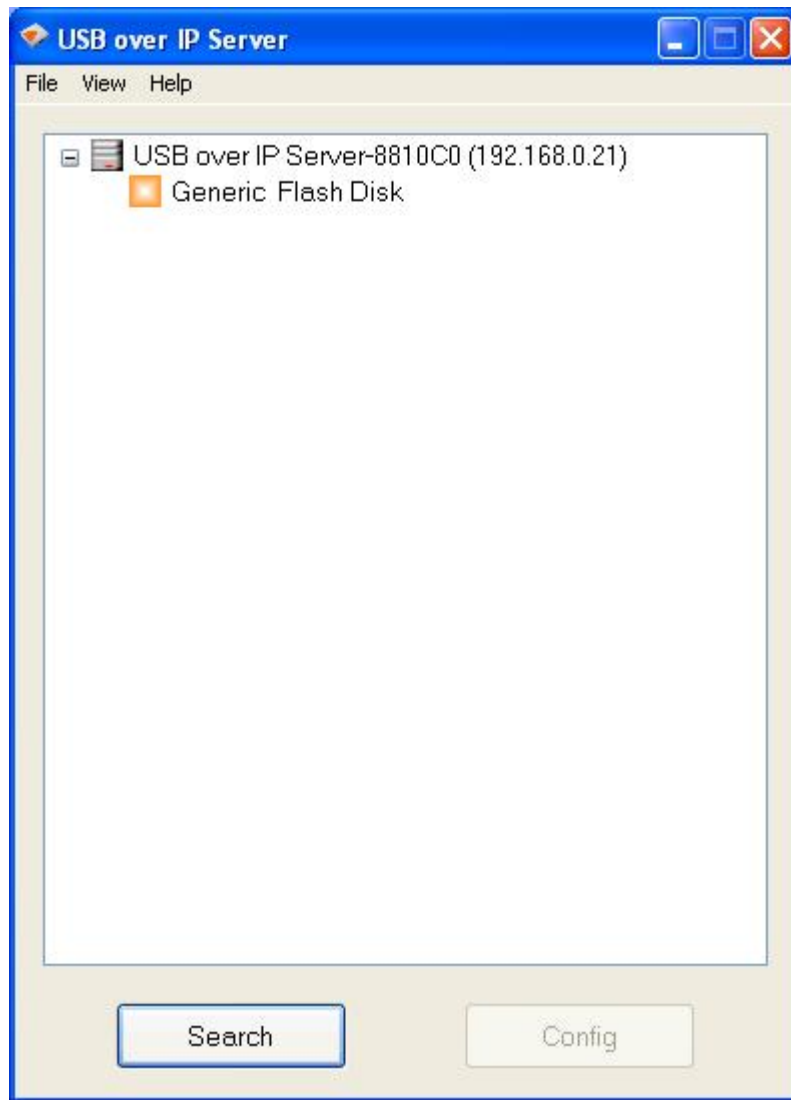 USB over IP Server
File View Help
USB over IP Server-8810C0 (192.168.0.21)
Generic Flash Disk
Search Config